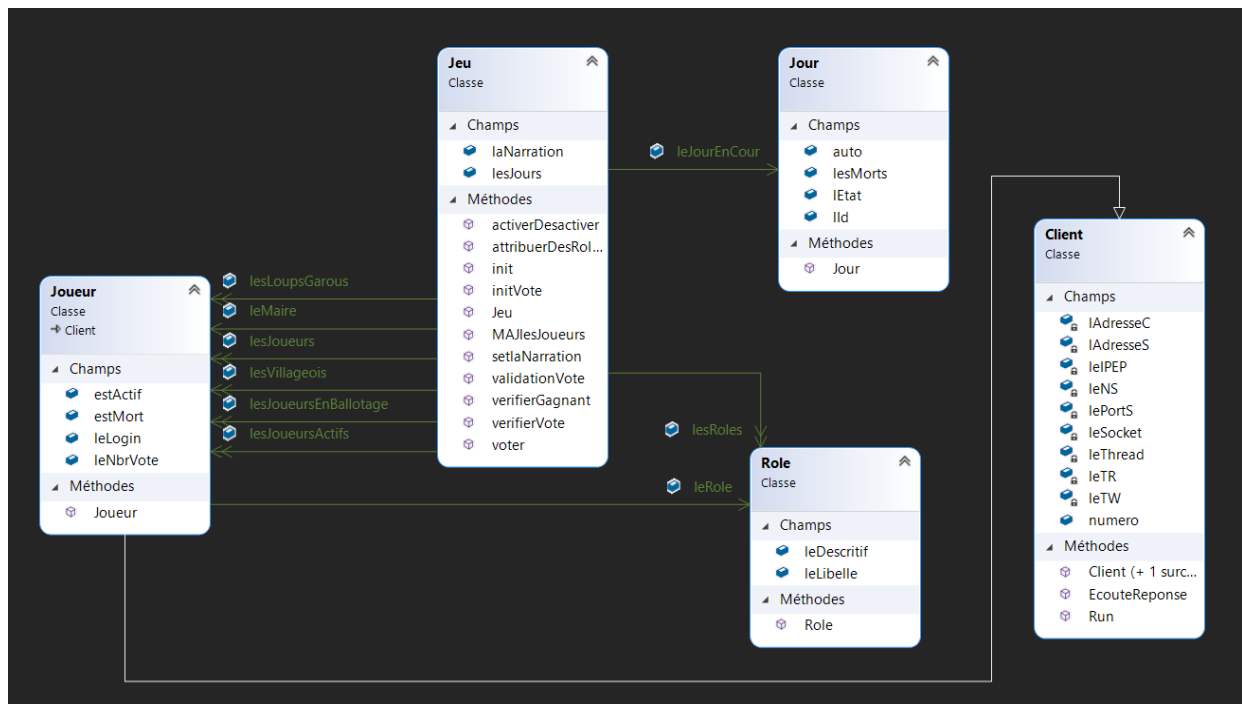 Jeu
Classe
Champs
laNarration
lesJours
Méthodes
activerDesactiver
attribuerDesRol...
init
initVote
Jeu
MAJlesJoueurs
setlaNarration
validationVote
verifierGagnant
verifierVote
voter
leJourEnCour
Jour
Classe
Champs
auto
lesMorts
lEtat
lId
Méthodes
Jour
Joueur
Classe
Client
Champs
estActif
estMort
leLogin
leNbrVote
Méthodes
Joueur
lesLoupsGarous
leMaire
lesJoueurs
lesVillageois
lesJoueursEnBallotage
lesJoueursActifs
lesRoles
leRole
Role
Classe
Champs
leDescritif
leLibelle
Méthodes
Role
Client
Classe
Champs
lAdresseC
lAdresseS
leIPEP
leNS
lePortS
leSocket
leThread
leTR
leTW
numero
Méthodes
Client (+ 1 surc...
EcouteReponse
Run